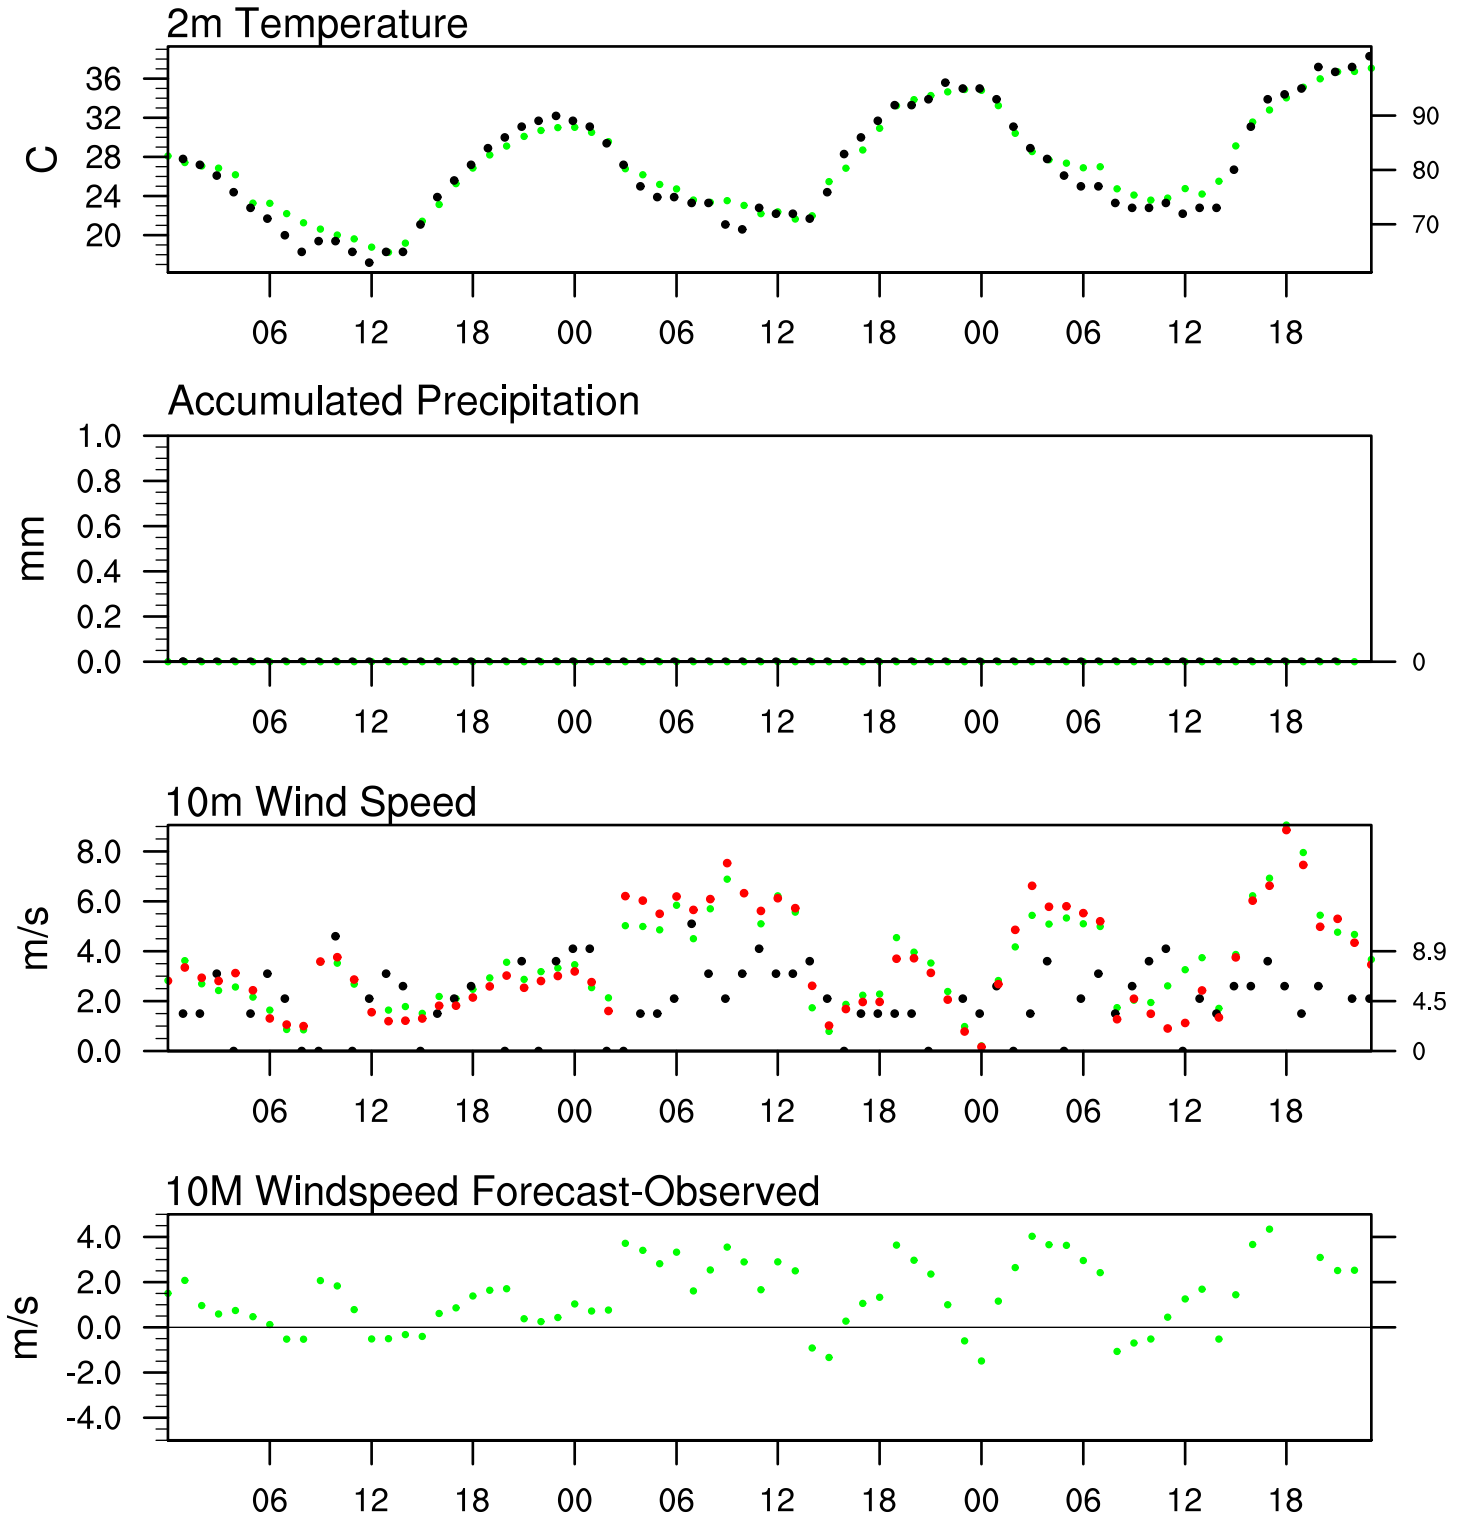 2m Temperature
36
32
28
24
20
C
90
80
70
06 12 18 00 06 12 18 00 06 12 18
Accumulated Precipitation
1.0
0.8
0.6
0.4
0.2
0.0
mm
0
06 12 18 00 06 12 18 00 06 12 18
10m Wind Speed
8.0
6.0
4.0
2.0
0.0
m/s
8.9
4.5
0
06 12 18 00 06 12 18 00 06 12 18
10M Windspeed Forecast-Observed
4.0
2.0
0.0
-2.0
-4.0
m/s
06 12 18 00 06 12 18 00 06 12 18